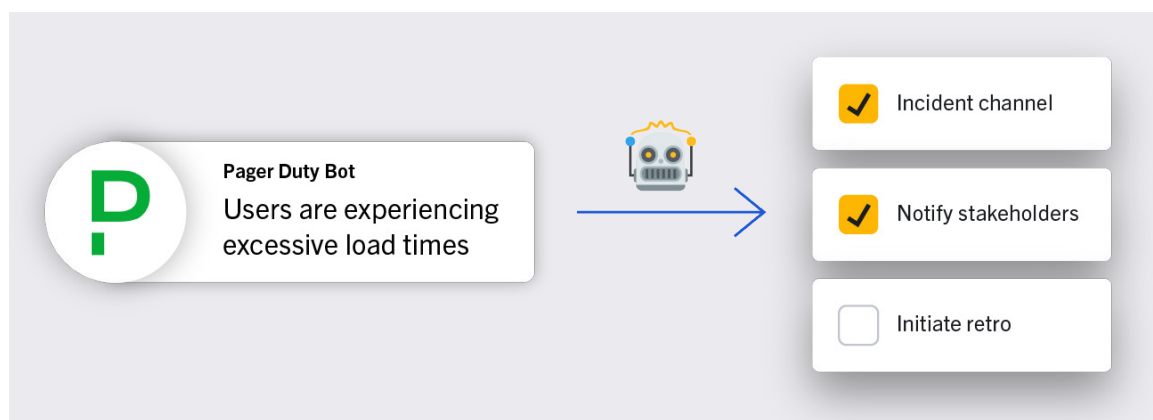 Pager Duty Bot
Users are experiencing
excessive load times
Incident channel
Notify stakeholders
Initiate retro